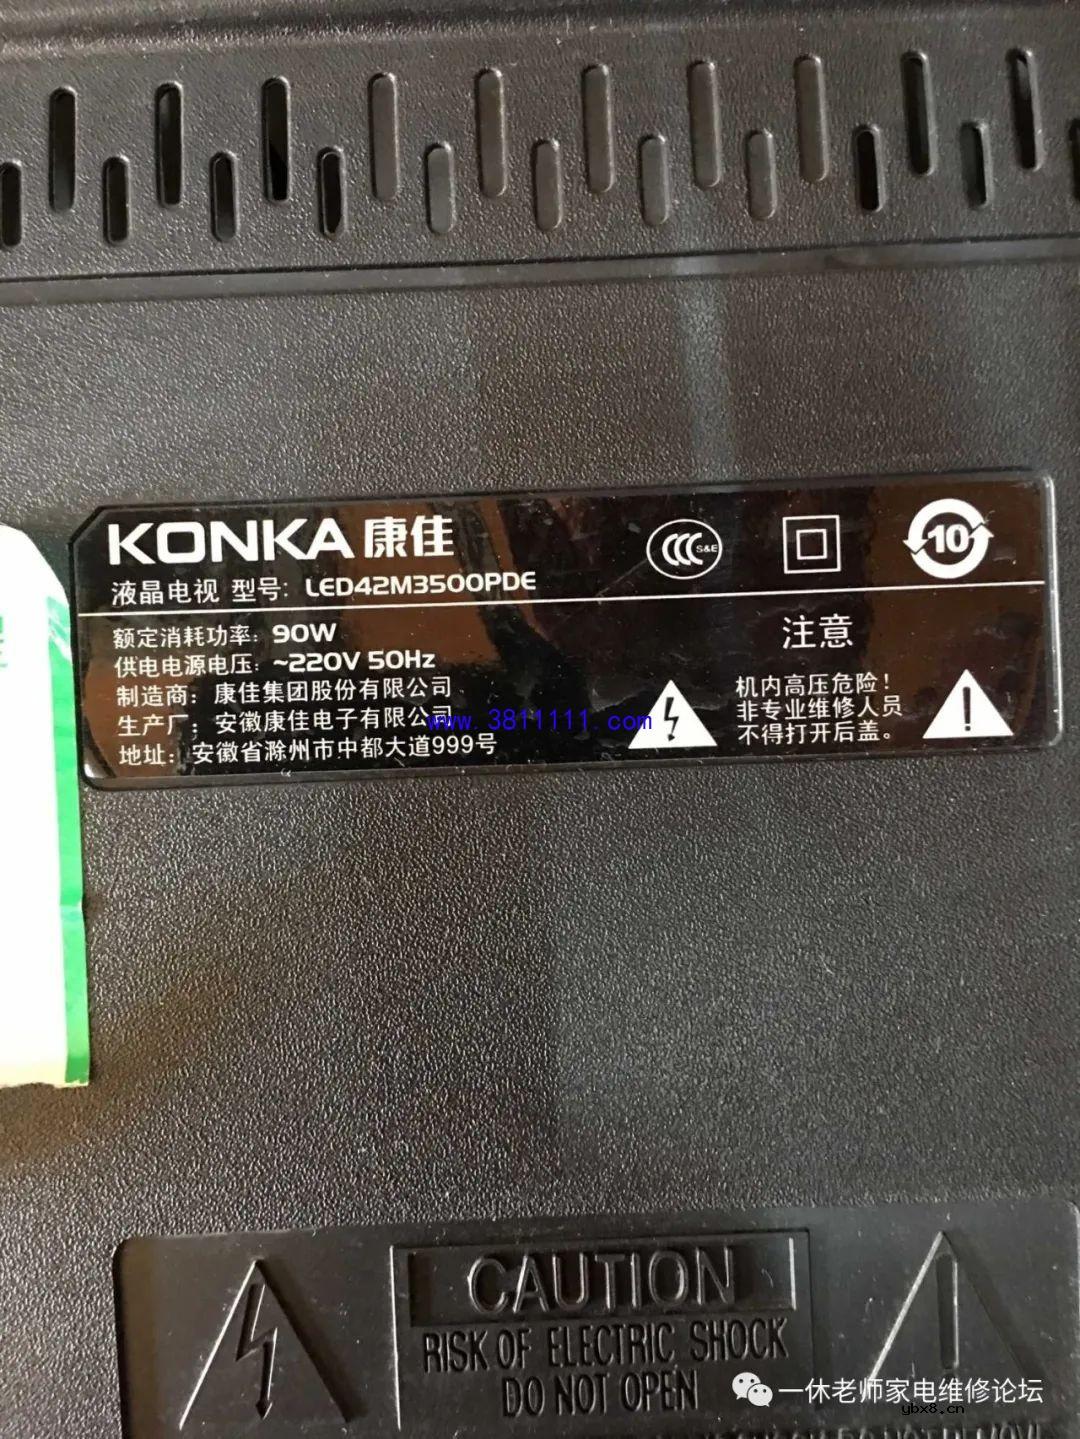 KONKA 康佳
液晶电视 型号: LED42M3500PDE
S&E
10
额定消耗功率: 90W
供电电源电压: ~220V 50Hz
制造商: 康佳集团股份有限公司
生产厂: 安徽康佳电子有限公司
地址: 安徽省滁州市中都大道999号
www.3811111.com
注意
机内高压危险!
非专业维修人员
不得打开后盖。
CAUTION
RISK OF ELECTRIC SHOCK
DO NOT OPEN
一休老师家电维修论坛
ybx8.cn